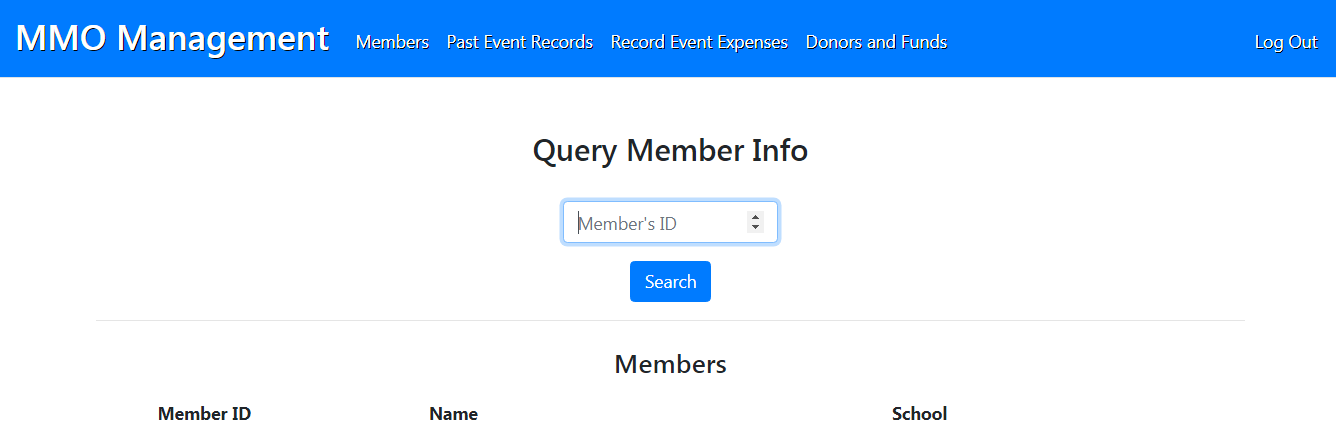 MMO Management Members Past Event Records Record Event Expenses Donors and Funds Log Out
Query Member Info
Member's ID
Search
Members
Member ID Name School